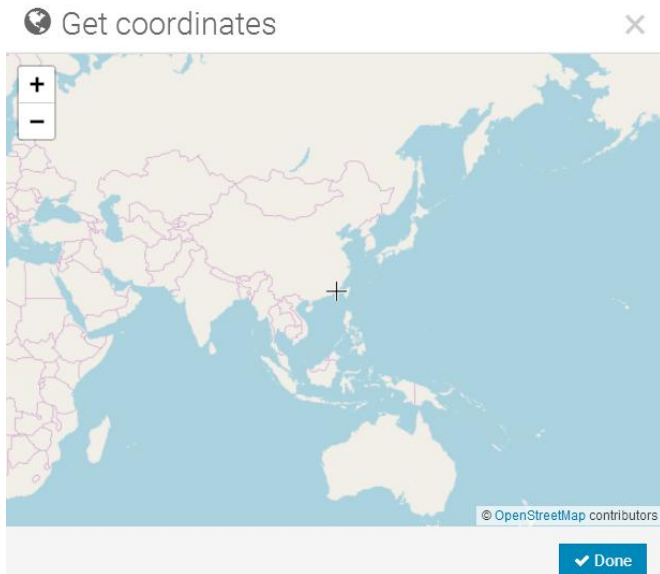 Get coordinates
×
+
−
© OpenStreetMap contributors
✔ Done